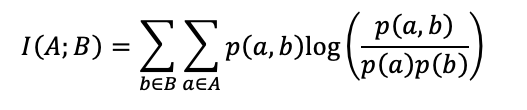 I(A;B) = ∑_{b∈B} ∑_{a∈A} p(a,b)log(p(a,b)/(p(a)p(b)))